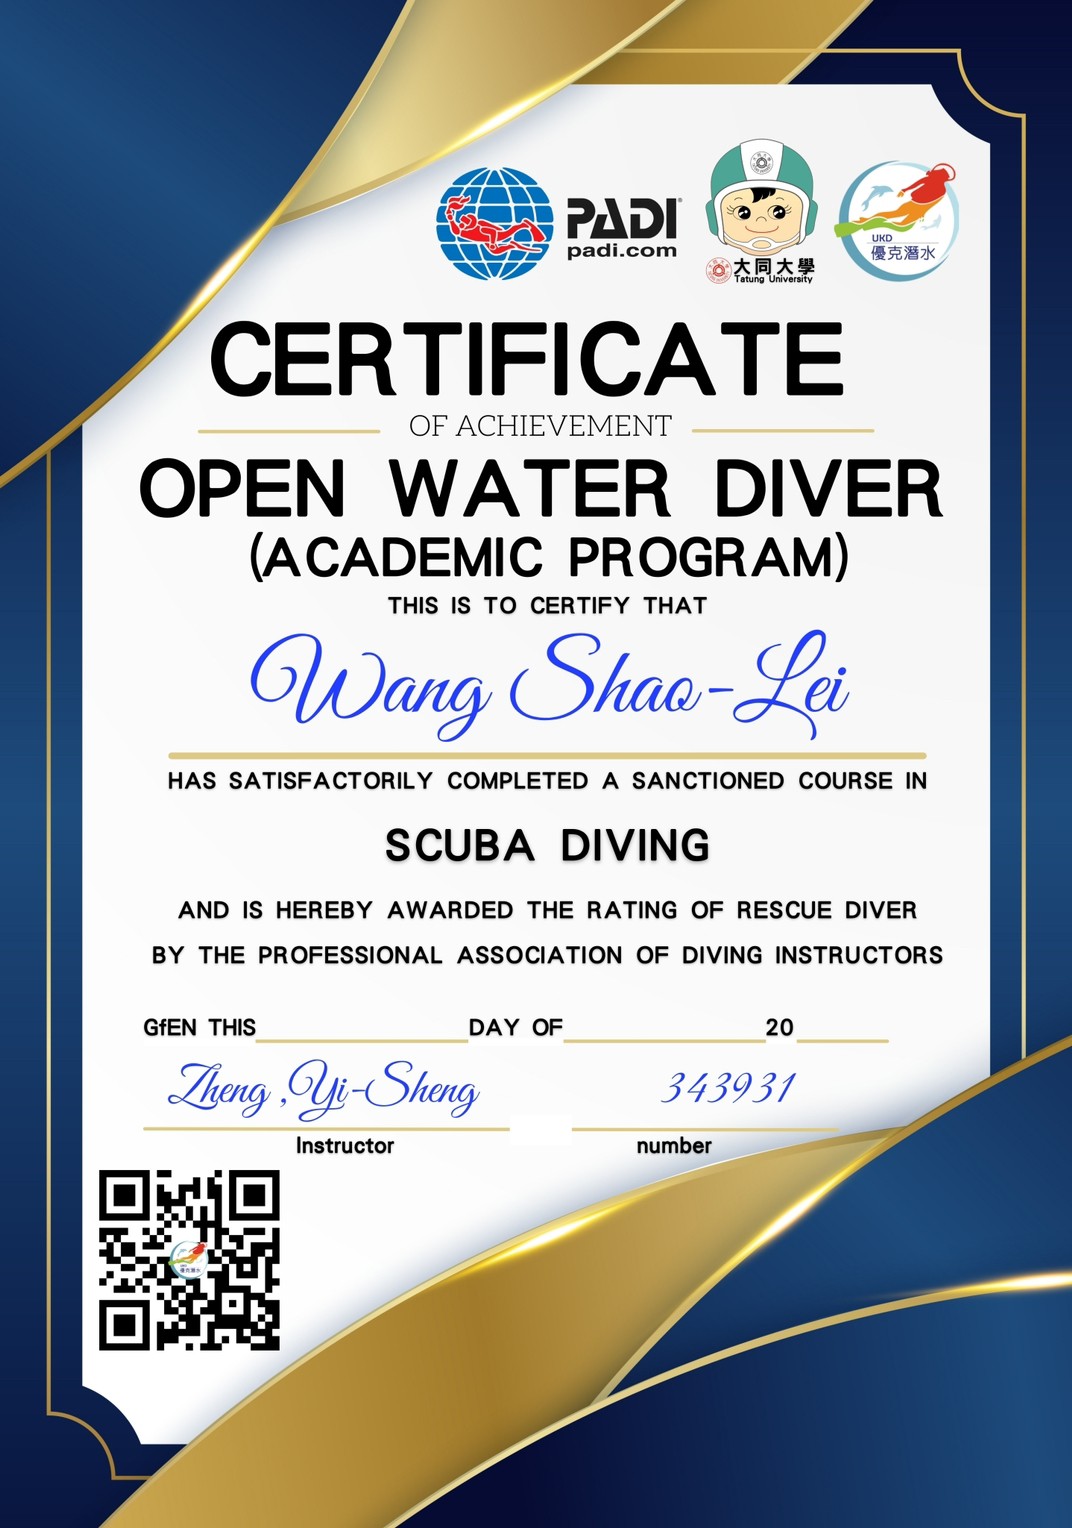 PADI
padi.com
大同大學
Tatung University
UKD
優克潛水
CERTIFICATE
OF ACHIEVEMENT
OPEN WATER DIVER
(ACADEMIC PROGRAM)
THIS IS TO CERTIFY THAT
Wang Shao-Lei
HAS SATISFACTORILY COMPLETED A SANCTIONED COURSE IN
SCUBA DIVING
AND IS HEREBY AWARDED THE RATING OF RESCUE DIVER
BY THE PROFESSIONAL ASSOCIATION OF DIVING INSTRUCTORS
GfEN THIS DAY OF 20
Zheng ,Yi-Sheng 343931
Instructor number
UKD
優克潛水